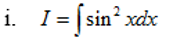 i. I = ∫ sin² xdx